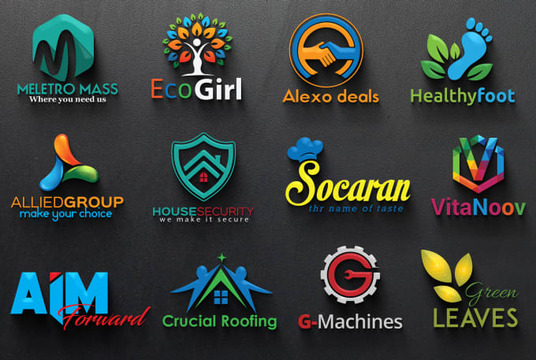 MELETRO MASS
Where you need us
EcoGirl
Alexo deals
Healthyfoot
ALLIEDGROUP
make your choice
HOUSESECURITY
we make it secure
Socaran
thr name of taste
VitaNoov
AIM
Forward
Crucial Roofing
G-Machines
Green
LEAVES